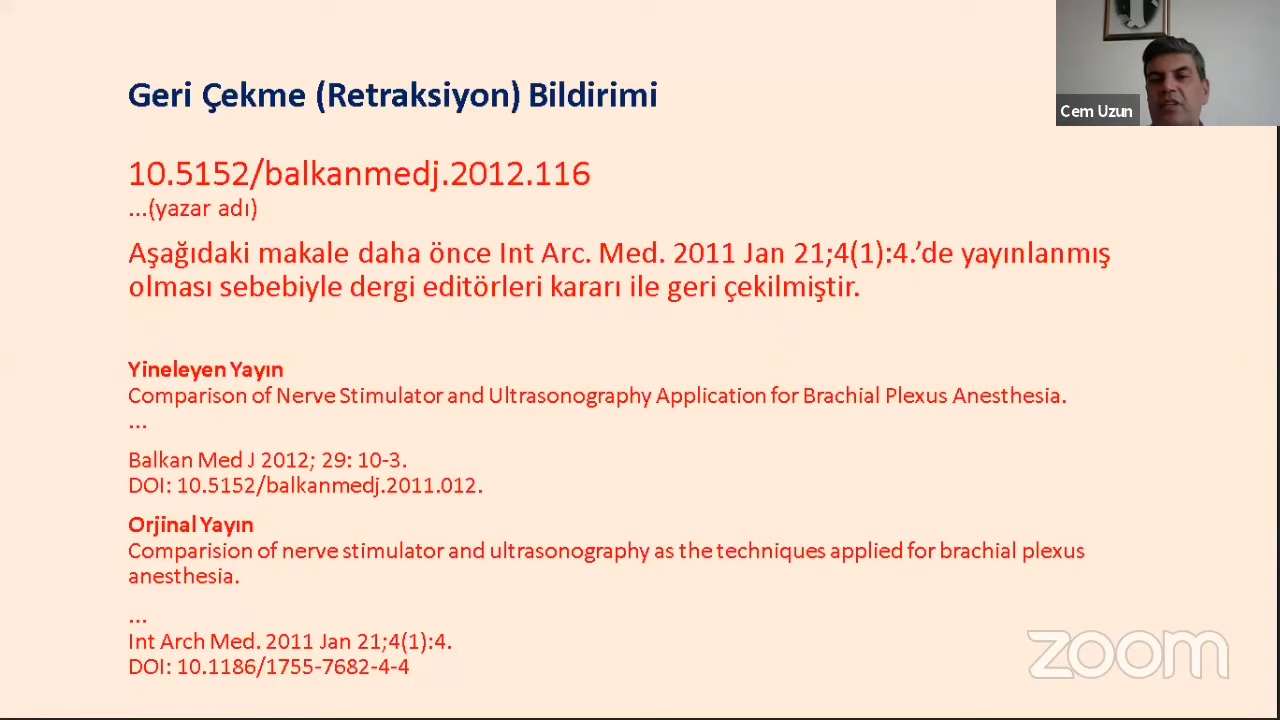 Geri Çekme (Retraksiyon) Bildirimi
Cem Uzun
10.5152/balkanmedj.2012.116
...(yazar adı)
Aşağıdaki makale daha önce Int Arc. Med. 2011 Jan 21;4(1):4.’de yayınlanmış
olması sebebiyle dergi editörleri kararı ile geri çekilmiştir.
Yineleyen Yayın
Comparison of Nerve Stimulator and Ultrasonography Application for Brachial Plexus Anesthesia.
...
Balkan Med J 2012; 29: 10-3.
DOI: 10.5152/balkanmedj.2011.012.
Orjinal Yayın
Comparision of nerve stimulator and ultrasonography as the techniques applied for brachial plexus
anesthesia.
...
Int Arch Med. 2011 Jan 21;4(1):4.
DOI: 10.1186/1755-7682-4-4
zoom